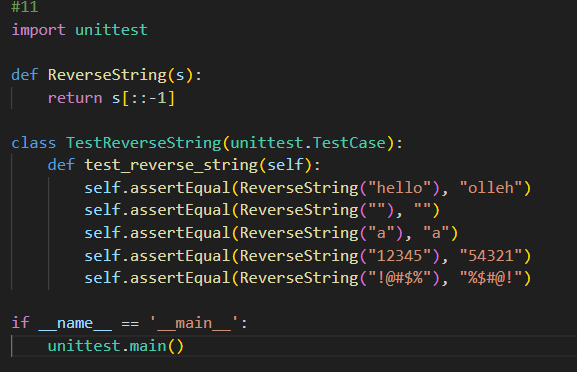 #11
import unittest

def ReverseString(s):
    return s[::-1]

class TestReverseString(unittest.TestCase):
    def test_reverse_string(self):
        self.assertEqual(ReverseString("hello"), "olleh")
        self.assertEqual(ReverseString(""), "")
        self.assertEqual(ReverseString("a"), "a")
        self.assertEqual(ReverseString("12345"), "54321")
        self.assertEqual(ReverseString("!@#$%"), "%$#@!")

if __name__ == '__main__':
    unittest.main()